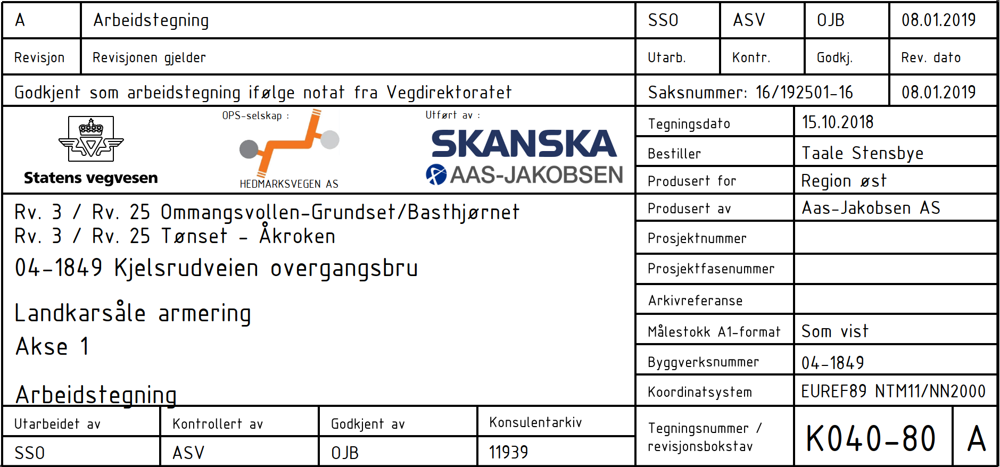 A Arbeidstegning SSO ASV OJB 08.01.2019
Revisjon Revisjonen gjelder Utarb. Kontr. Godkj. Rev. dato
Godkjent som arbeidstegning ifølge notat fra Vegdirektoratet Saksnummer: 16/192501-16 08.01.2019
Statens vegvesen
OPS-selskap :
HEDMARKSVEGEN AS
Utført av :
SKANSKA
AAS-JAKOBSEN
Tegningsdato 15.10.2018
Bestiller Taale Stensbye
Produsert for Region øst
Produsert av Aas-Jakobsen AS
Prosjektnummer
Prosjektfasenummer
Arkivreferanse
Målestokk A1-format Som vist
Byggverksnummer 04-1849
Koordinatsystem EUREF89 NTM11/NN2000
Rv. 3 / Rv. 25 Ommangsvollen-Grundset/Basthjørnet
Rv. 3 / Rv. 25 Tønset - Åkroken
04-1849 Kjelsrudveien overgangsbru
Landkarsåle armering
Akse 1
Arbeidstegning
Utarbeidet av Kontrollert av Godkjent av Konsulentarkiv
SSO ASV OJB 11939
Tegningsnummer /
revisjonsbokstav
K040-80 A